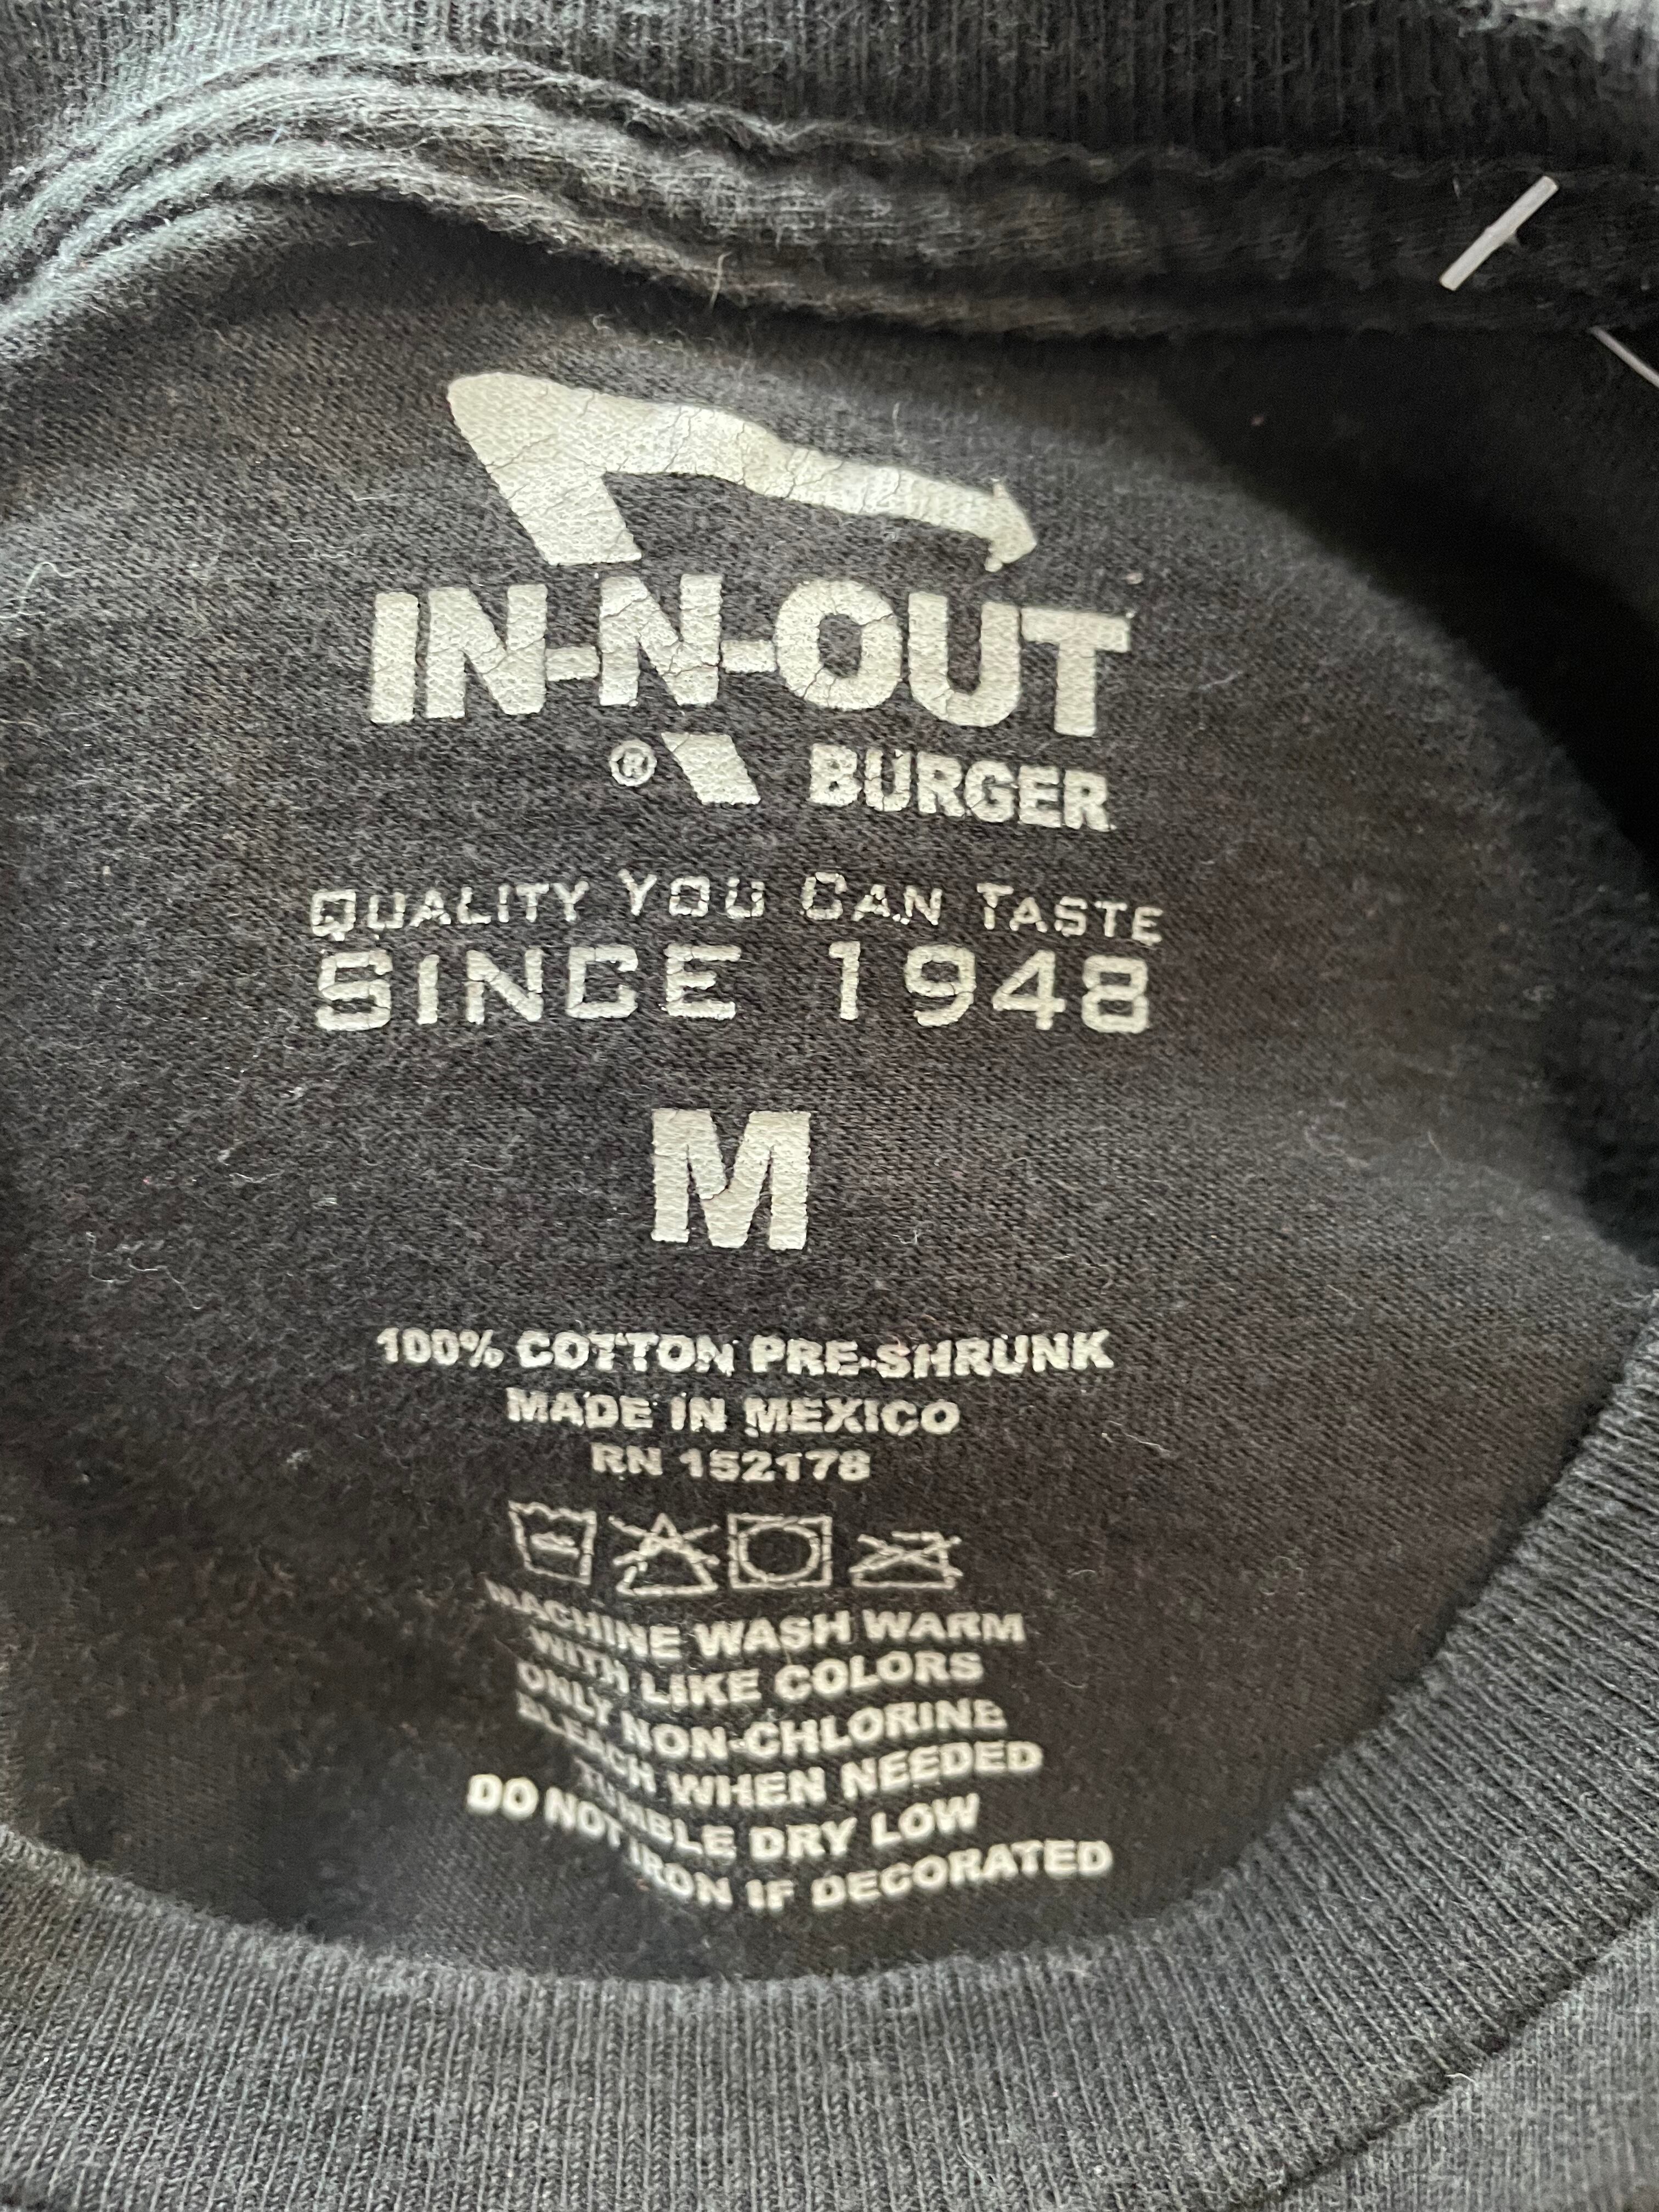 IN-N-OUT
® BURGER
QUALITY YOU CAN TASTE
SINCE 1948
M
100% COTTON PRE-SHRUNK
MADE IN MEXICO
RN 152178
MACHINE WASH WARM
WITH LIKE COLORS
ONLY NON-CHLORINE
BLEACH WHEN NEEDED
TUMBLE DRY LOW
DO NOT IRON IF DECORATED